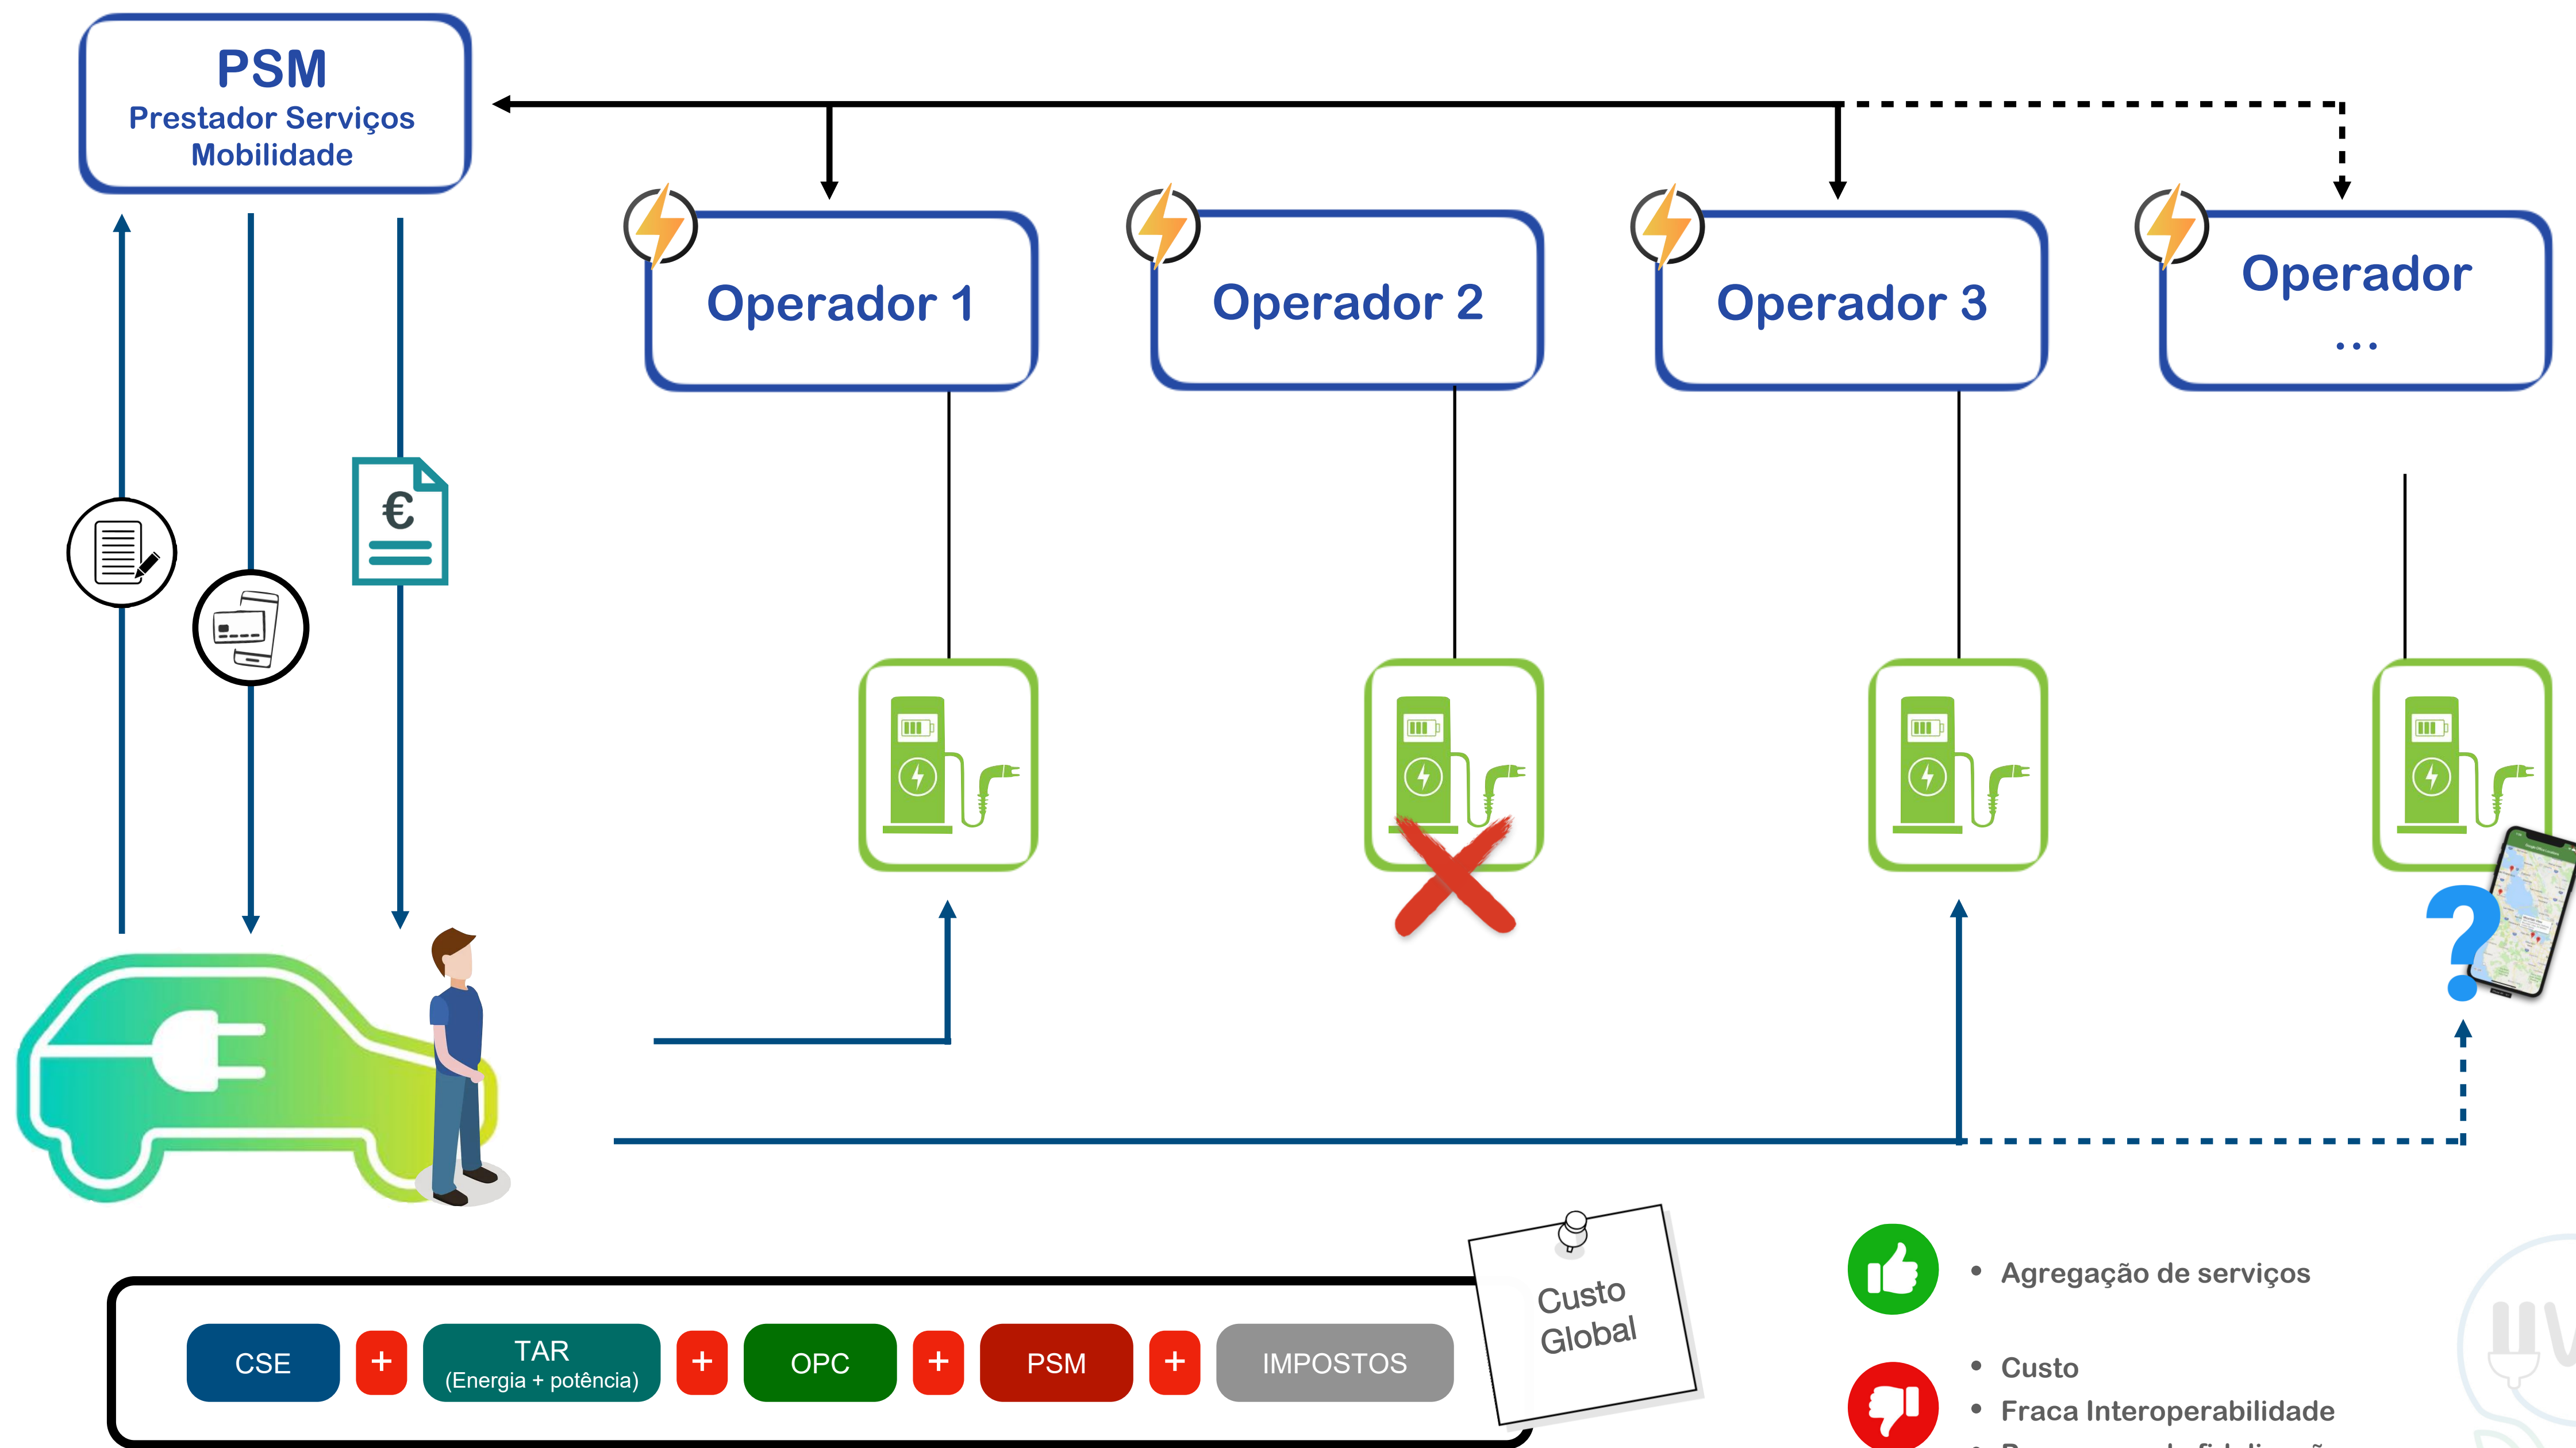 PSM
Prestador Serviços
Mobilidade
Operador 1
Operador 2
Operador 3
Operador
...
€
Custo
Global
CSE
+
TAR
(Energia + potência)
+
OPC
+
PSM
+
IMPOSTOS
• Agregação de serviços
• Custo
• Fraca Interoperabilidade